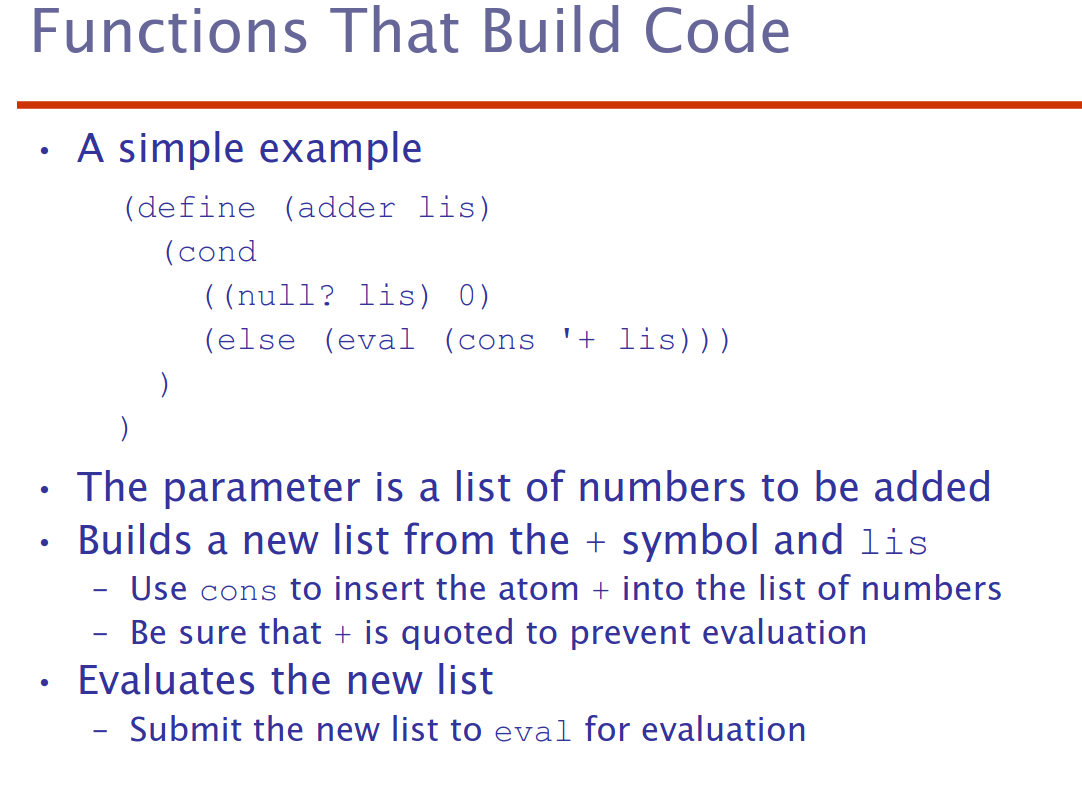 Functions That Build Code
• A simple example
(define (adder lis)
(cond
((null? lis) 0)
(else (eval (cons '+ lis)))
)
)
• The parameter is a list of numbers to be added
• Builds a new list from the + symbol and lis
– Use cons to insert the atom + into the list of numbers
– Be sure that + is quoted to prevent evaluation
• Evaluates the new list
– Submit the new list to eval for evaluation